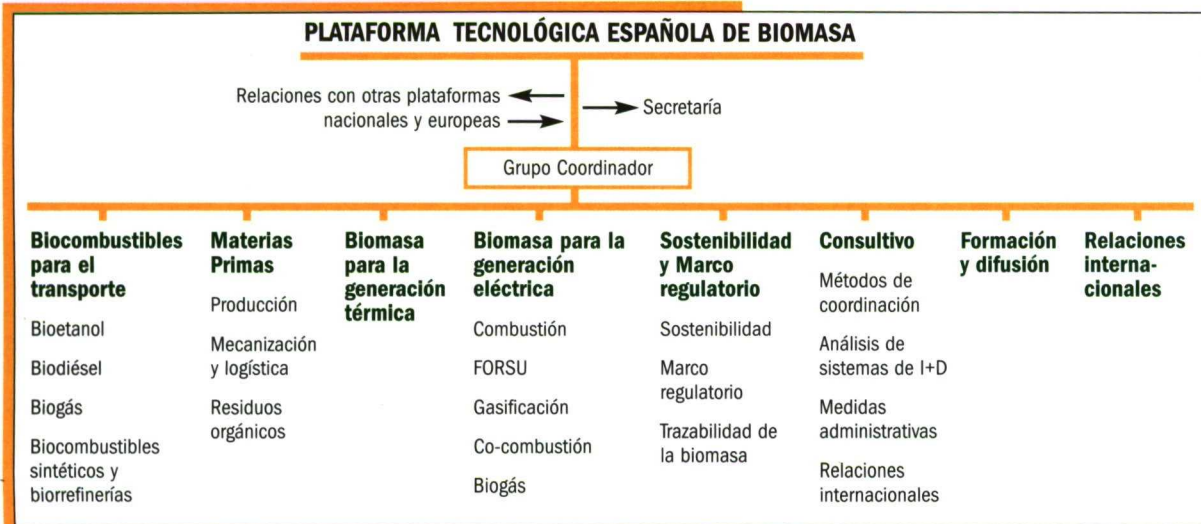 PLATAFORMA TECNOLÓGICA ESPAÑOLA DE BIOMASA
Relaciones con otras plataformas
nacionales y europeas
Secretaría
Grupo Coordinador
Biocombustibles
para el
transporte
Bioetanol
Biodiésel
Biogás
Biocombustibles
sintéticos y
biorrefinerías
Materias
Primas
Producción
Mecanización
y logística
Residuos
orgánicos
Biomasa
para la
generación
térmica
Biomasa para la
generación
eléctrica
Combustión
FORSU
Gasificación
Co-combustión
Biogás
Sostenibilidad
y Marco
regulatorio
Sostenibilidad
Marco
regulatorio
Trazabilidad de
la biomasa
Consultivo
Métodos de
coordinación
Análisis de
sistemas de I+D
Medidas
administrativas
Relaciones
internacionales
Formación
y difusión
Relaciones
interna-
cionales